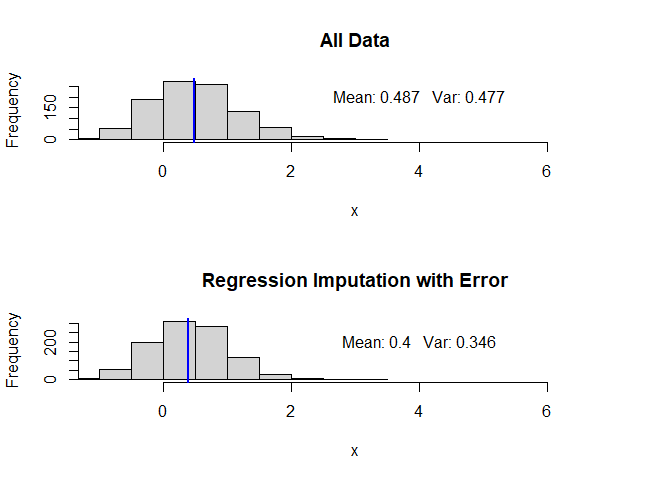 All Data
Frequency
0 150
Mean: 0.487 Var: 0.477
0 2 4 6
x
Regression Imputation with Error
Frequency
0 200
Mean: 0.4 Var: 0.346
0 2 4 6
x